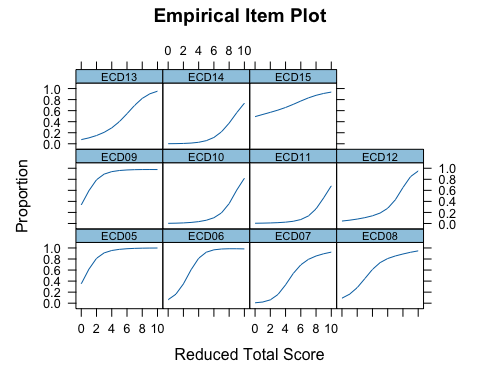 Empirical Item Plot
0 2 4 6 8 10
ECD13 ECD14 ECD15
1.0
0.8
0.6
0.4
0.2
0.0
ECD09 ECD10 ECD11 ECD12
1.0
0.8
0.6
0.4
0.2
0.0
ECD05 ECD06 ECD07 ECD08
1.0
0.8
0.6
0.4
0.2
0.0
Proportion
0 2 4 6 8 10 0 2 4 6 8 10
Reduced Total Score